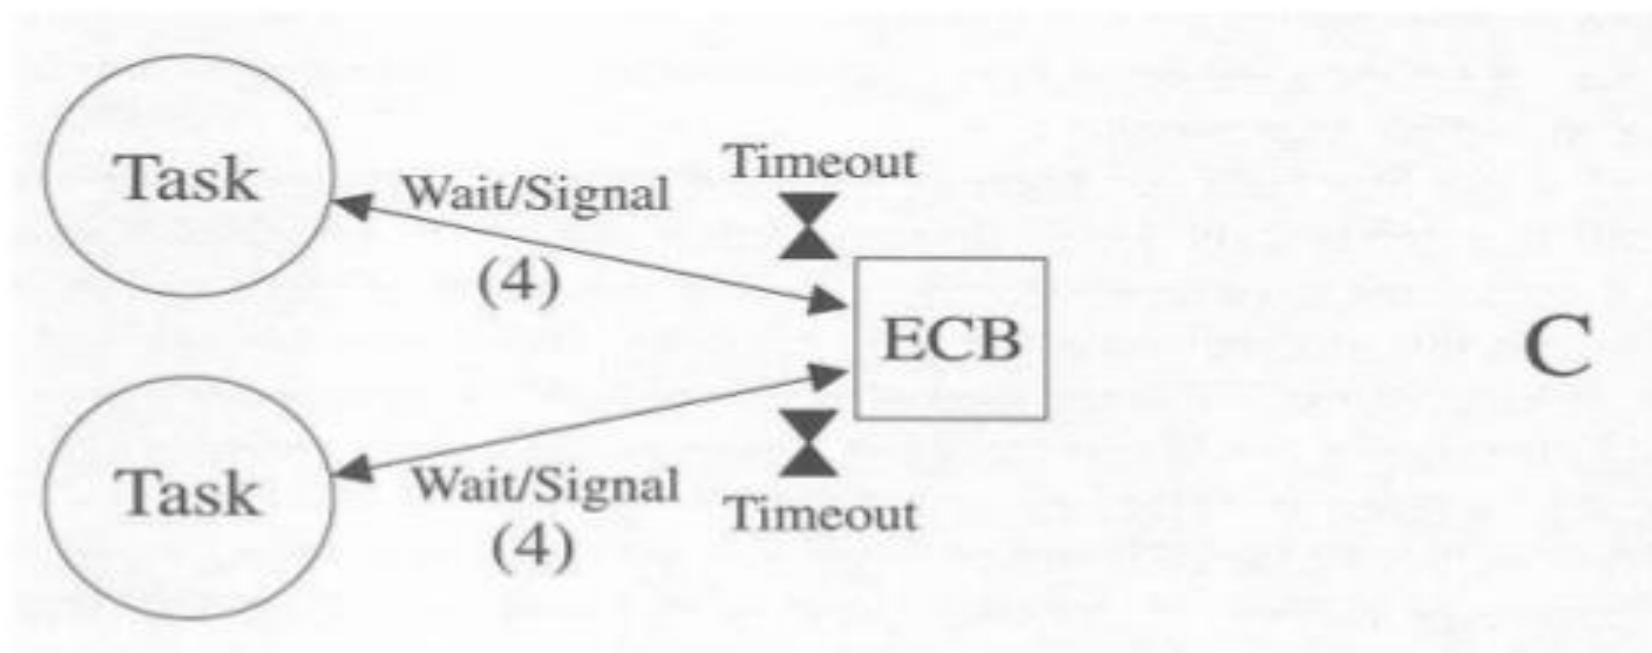 Task
Wait/Signal
(4)
Timeout
ECB
C
Task
Wait/Signal
(4)
Timeout